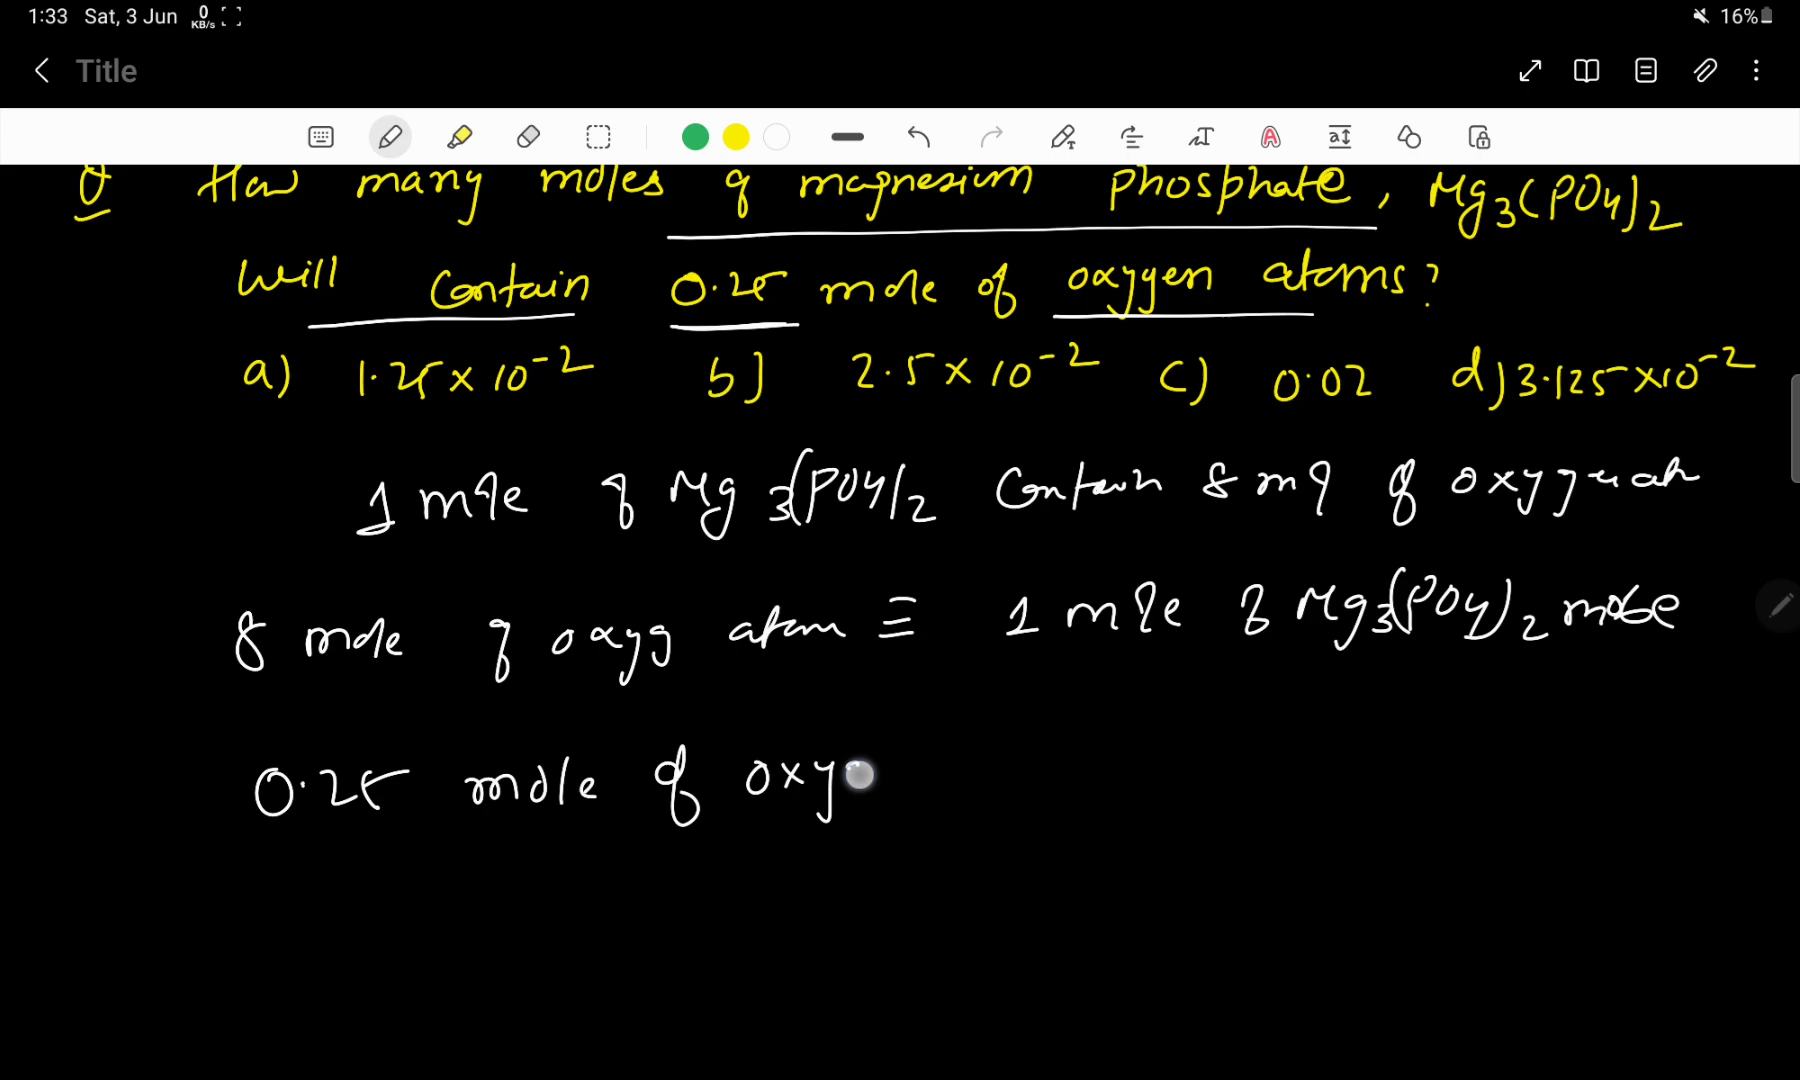 1:33 Sat, 3 Jun 0 KB/s 16%
Title
Q How many moles of magnesium phosphate, Mg3(PO4)2
will contain 0.25 mole of oxygen atoms?
a) 1.25 x 10-2 b) 2.5 x 10-2 c) 0.02 d) 3.125 x 10-2
1 mole of Mg3(PO4)2 contain 8 mol of oxygen
8 mole of oxyg atom ≡ 1 mole of Mg3(PO4)2 mole
0.25 mole of oxy